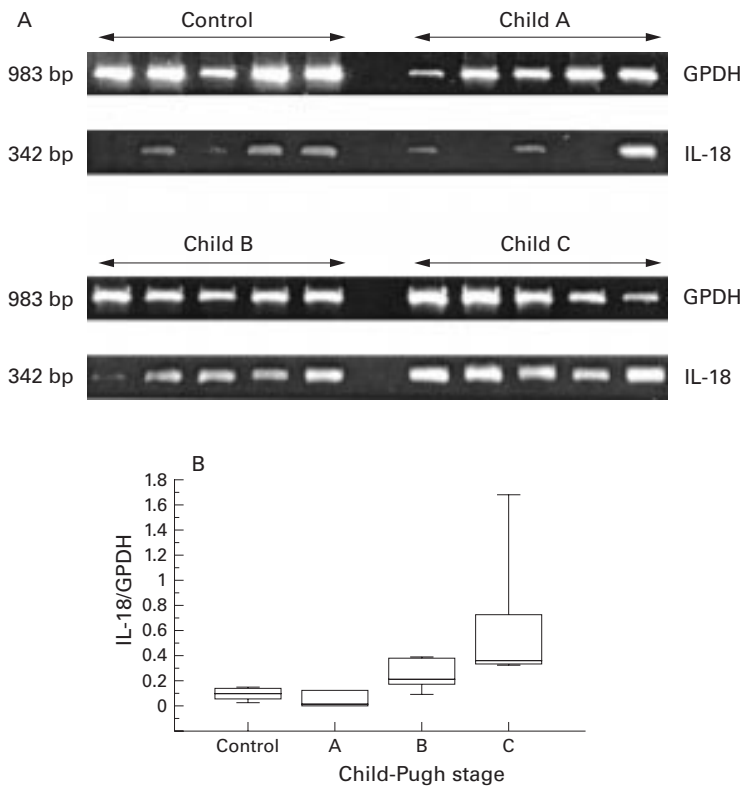 A
Control Child A
983 bp GPDH
342 bp IL-18
Child B Child C
983 bp GPDH
342 bp IL-18
B
1.8
1.6
1.4
1.2
1
0.8
0.6
0.4
0.2
0
IL-18/GPDH
Control A B C
Child-Pugh stage